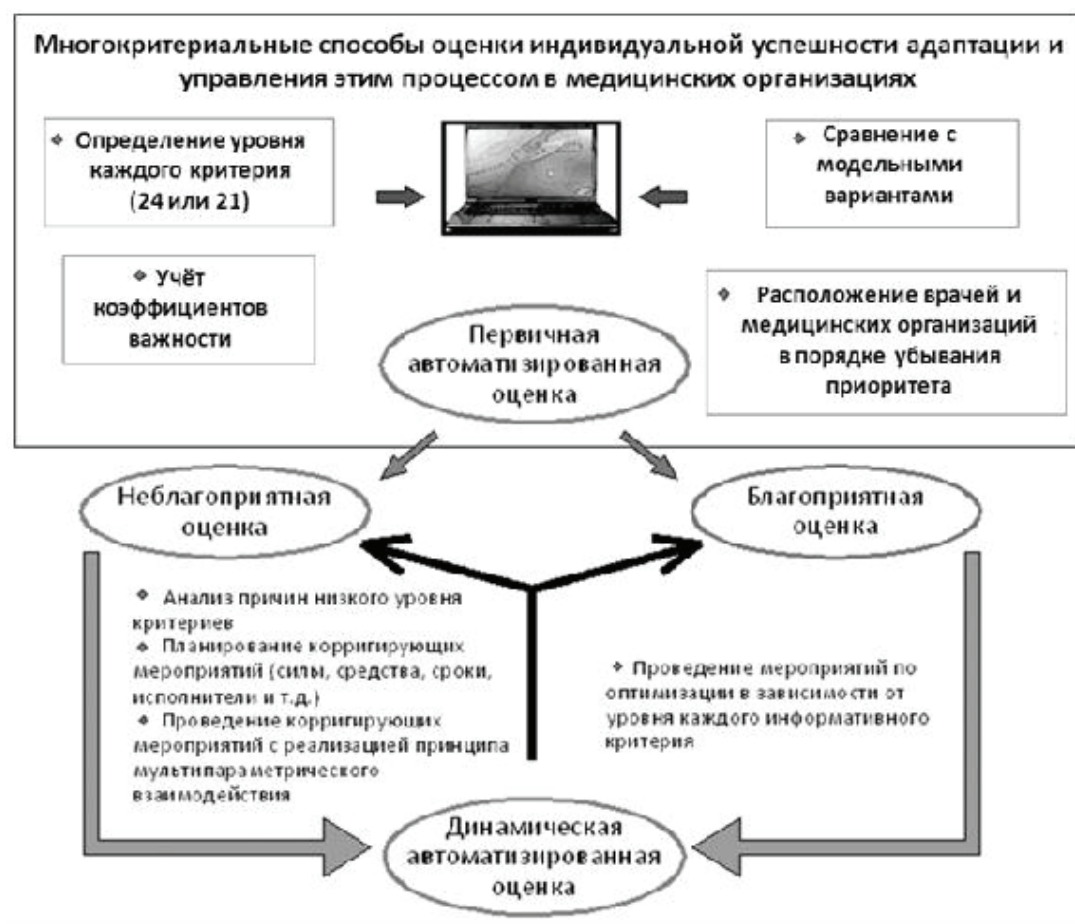 Многокритериальные способы оценки индивидуальной успешности адаптации и
управления этим процессом в медицинских организациях
Определение уровня
каждого критерия
(24 или 21)
Сравнение с
модельными
вариантами
Учёт
коэффициентов
важности
Расположение врачей и
медицинских организаций
в порядке убывания
приоритета
Первичная
автоматизированная
оценка
Неблагоприятная
оценка
Благоприятная
оценка
Анализ причин низкого уровня
критериев
Планирование корригирующих
мероприятий (силы, средства, сроки,
исполнители и т.д.)
Проведение корригирующих
мероприятий с реализацией принципа
мультипараметрического
взаимодействия
Проведение мероприятий по
оптимизации в зависимости от
уровня каждого информативного
критерия
Динамическая
автоматизированная
оценка